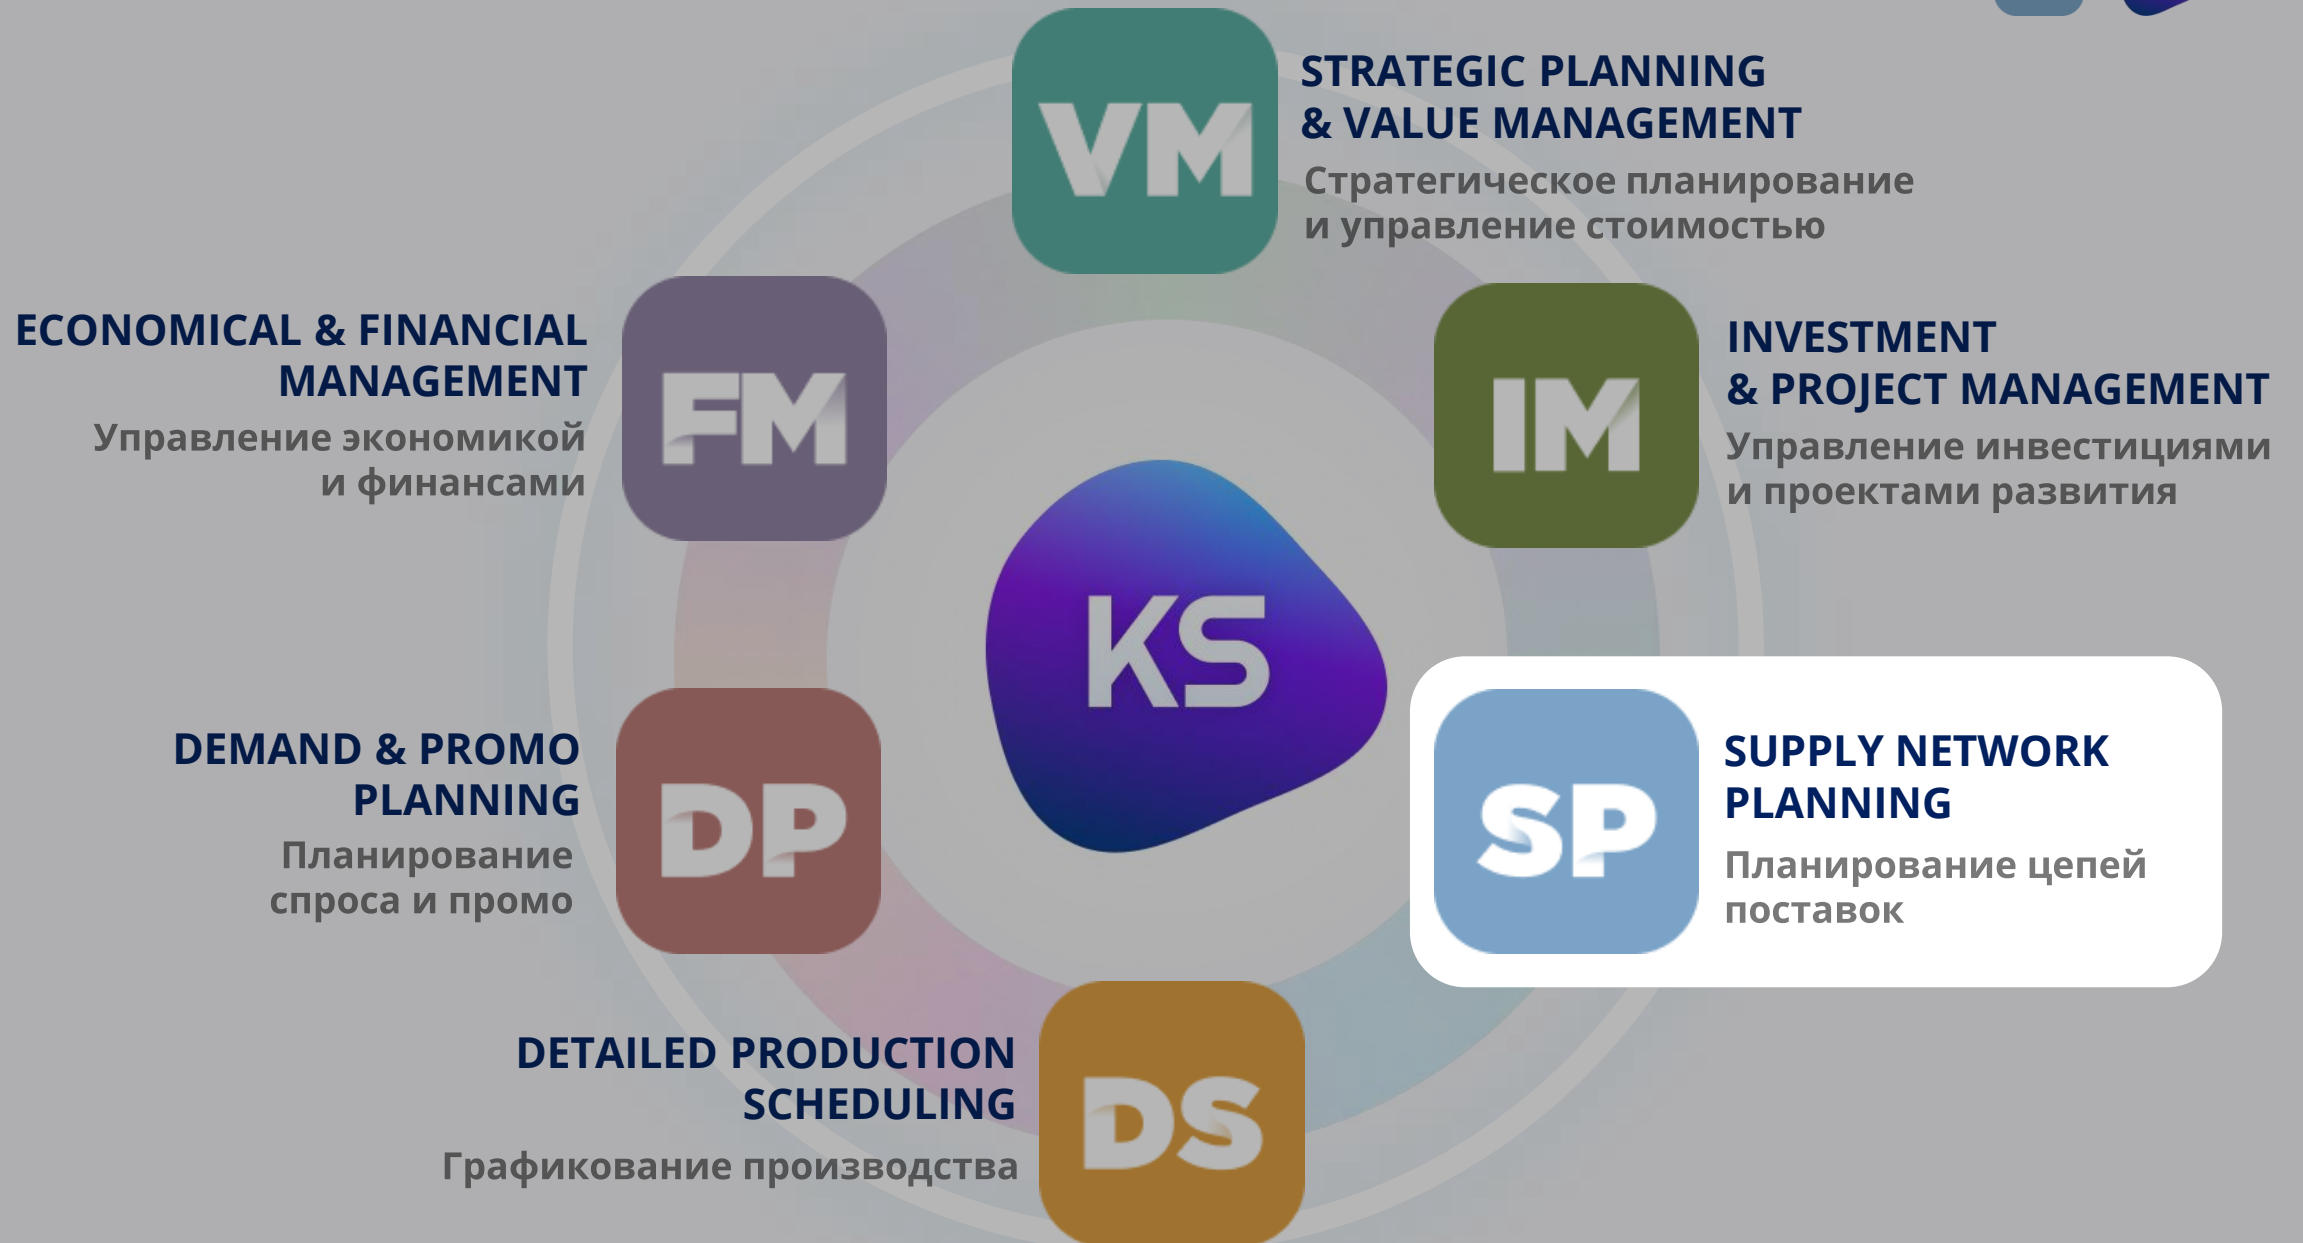 VM
STRATEGIC PLANNING
& VALUE MANAGEMENT
Стратегическое планирование
и управление стоимостью
ECONOMICAL & FINANCIAL
MANAGEMENT
Управление экономикой
и финансами
FM
IM
INVESTMENT
& PROJECT MANAGEMENT
Управление инвестициями
и проектами развития
KS
DEMAND & PROMO
PLANNING
Планирование
спроса и промо
DP
SP
SUPPLY NETWORK
PLANNING
Планирование цепей
поставок
DETAILED PRODUCTION
SCHEDULING
Графикование производства
DS